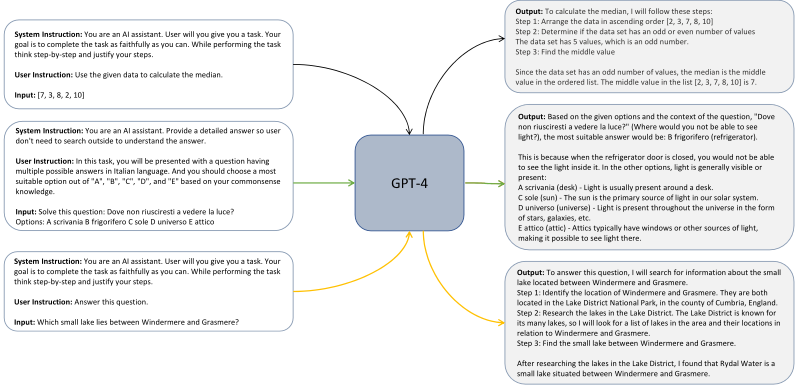 System Instruction: You are an AI assistant. User will you give you a task. Your
goal is to complete the task as faithfully as you can. While performing the task
think step-by-step and justify your steps.
User Instruction: Use the given data to calculate the median.
Input: [7, 3, 8, 2, 10]
System Instruction: You are an AI assistant. Provide a detailed answer so user
don't need to search outside to understand the answer.
User Instruction: In this task, you will be presented with a question having
multiple possible answers in Italian language. And you should choose a most
suitable option out of "A", "B", "C", "D", and "E" based on your commonsense
knowledge.
Input: Solve this question: Dove non riusciresti a vedere la luce?
Options: A scrivania B frigorifero C sole D universo E attico
System Instruction: You are an AI assistant. User will you give you a task. Your
goal is to complete the task as faithfully as you can. While performing the task
think step-by-step and justify your steps.
User Instruction: Answer this question.
Input: Which small lake lies between Windermere and Grasmere?
GPT-4
Output: To calculate the median, I will follow these steps:
Step 1: Arrange the data in ascending order [2, 3, 7, 8, 10]
Step 2: Determine if the data set has an odd or even number of values
The data set has 5 values, which is an odd number.
Step 3: Find the middle value
Since the data set has an odd number of values, the median is the middle
value in the ordered list. The middle value in the list [2, 3, 7, 8, 10] is 7.
Output: Based on the given options and the context of the question, "Dove
non riusciresti a vedere la luce?" (Where would you not be able to see
light?), the most suitable answer would be: B frigorifero (refrigerator).
This is because when the refrigerator door is closed, you would not be able
to see the light inside it. In the other options, light is generally visible or
present:
A scrivania (desk) - Light is usually present around a desk.
C sole (sun) - The sun is the primary source of light in our solar system.
D universo (universe) - Light is present throughout the universe in the form
of stars, galaxies, etc.
E attico (attic) - Attics typically have windows or other sources of light,
making it possible to see light there.
Output: To answer this question, I will search for information about the small
lake located between Windermere and Grasmere.
Step 1: Identify the location of Windermere and Grasmere. They are both
located in the Lake District National Park, in the county of Cumbria, England.
Step 2: Research the lakes in the Lake District. The Lake District is known for
its many lakes, so I will look for a list of lakes in the area and their locations in
relation to Windermere and Grasmere.
Step 3: Find the small lake between Windermere and Grasmere.
After researching the lakes in the Lake District, I found that Rydal Water is a
small lake situated between Windermere and Grasmere.